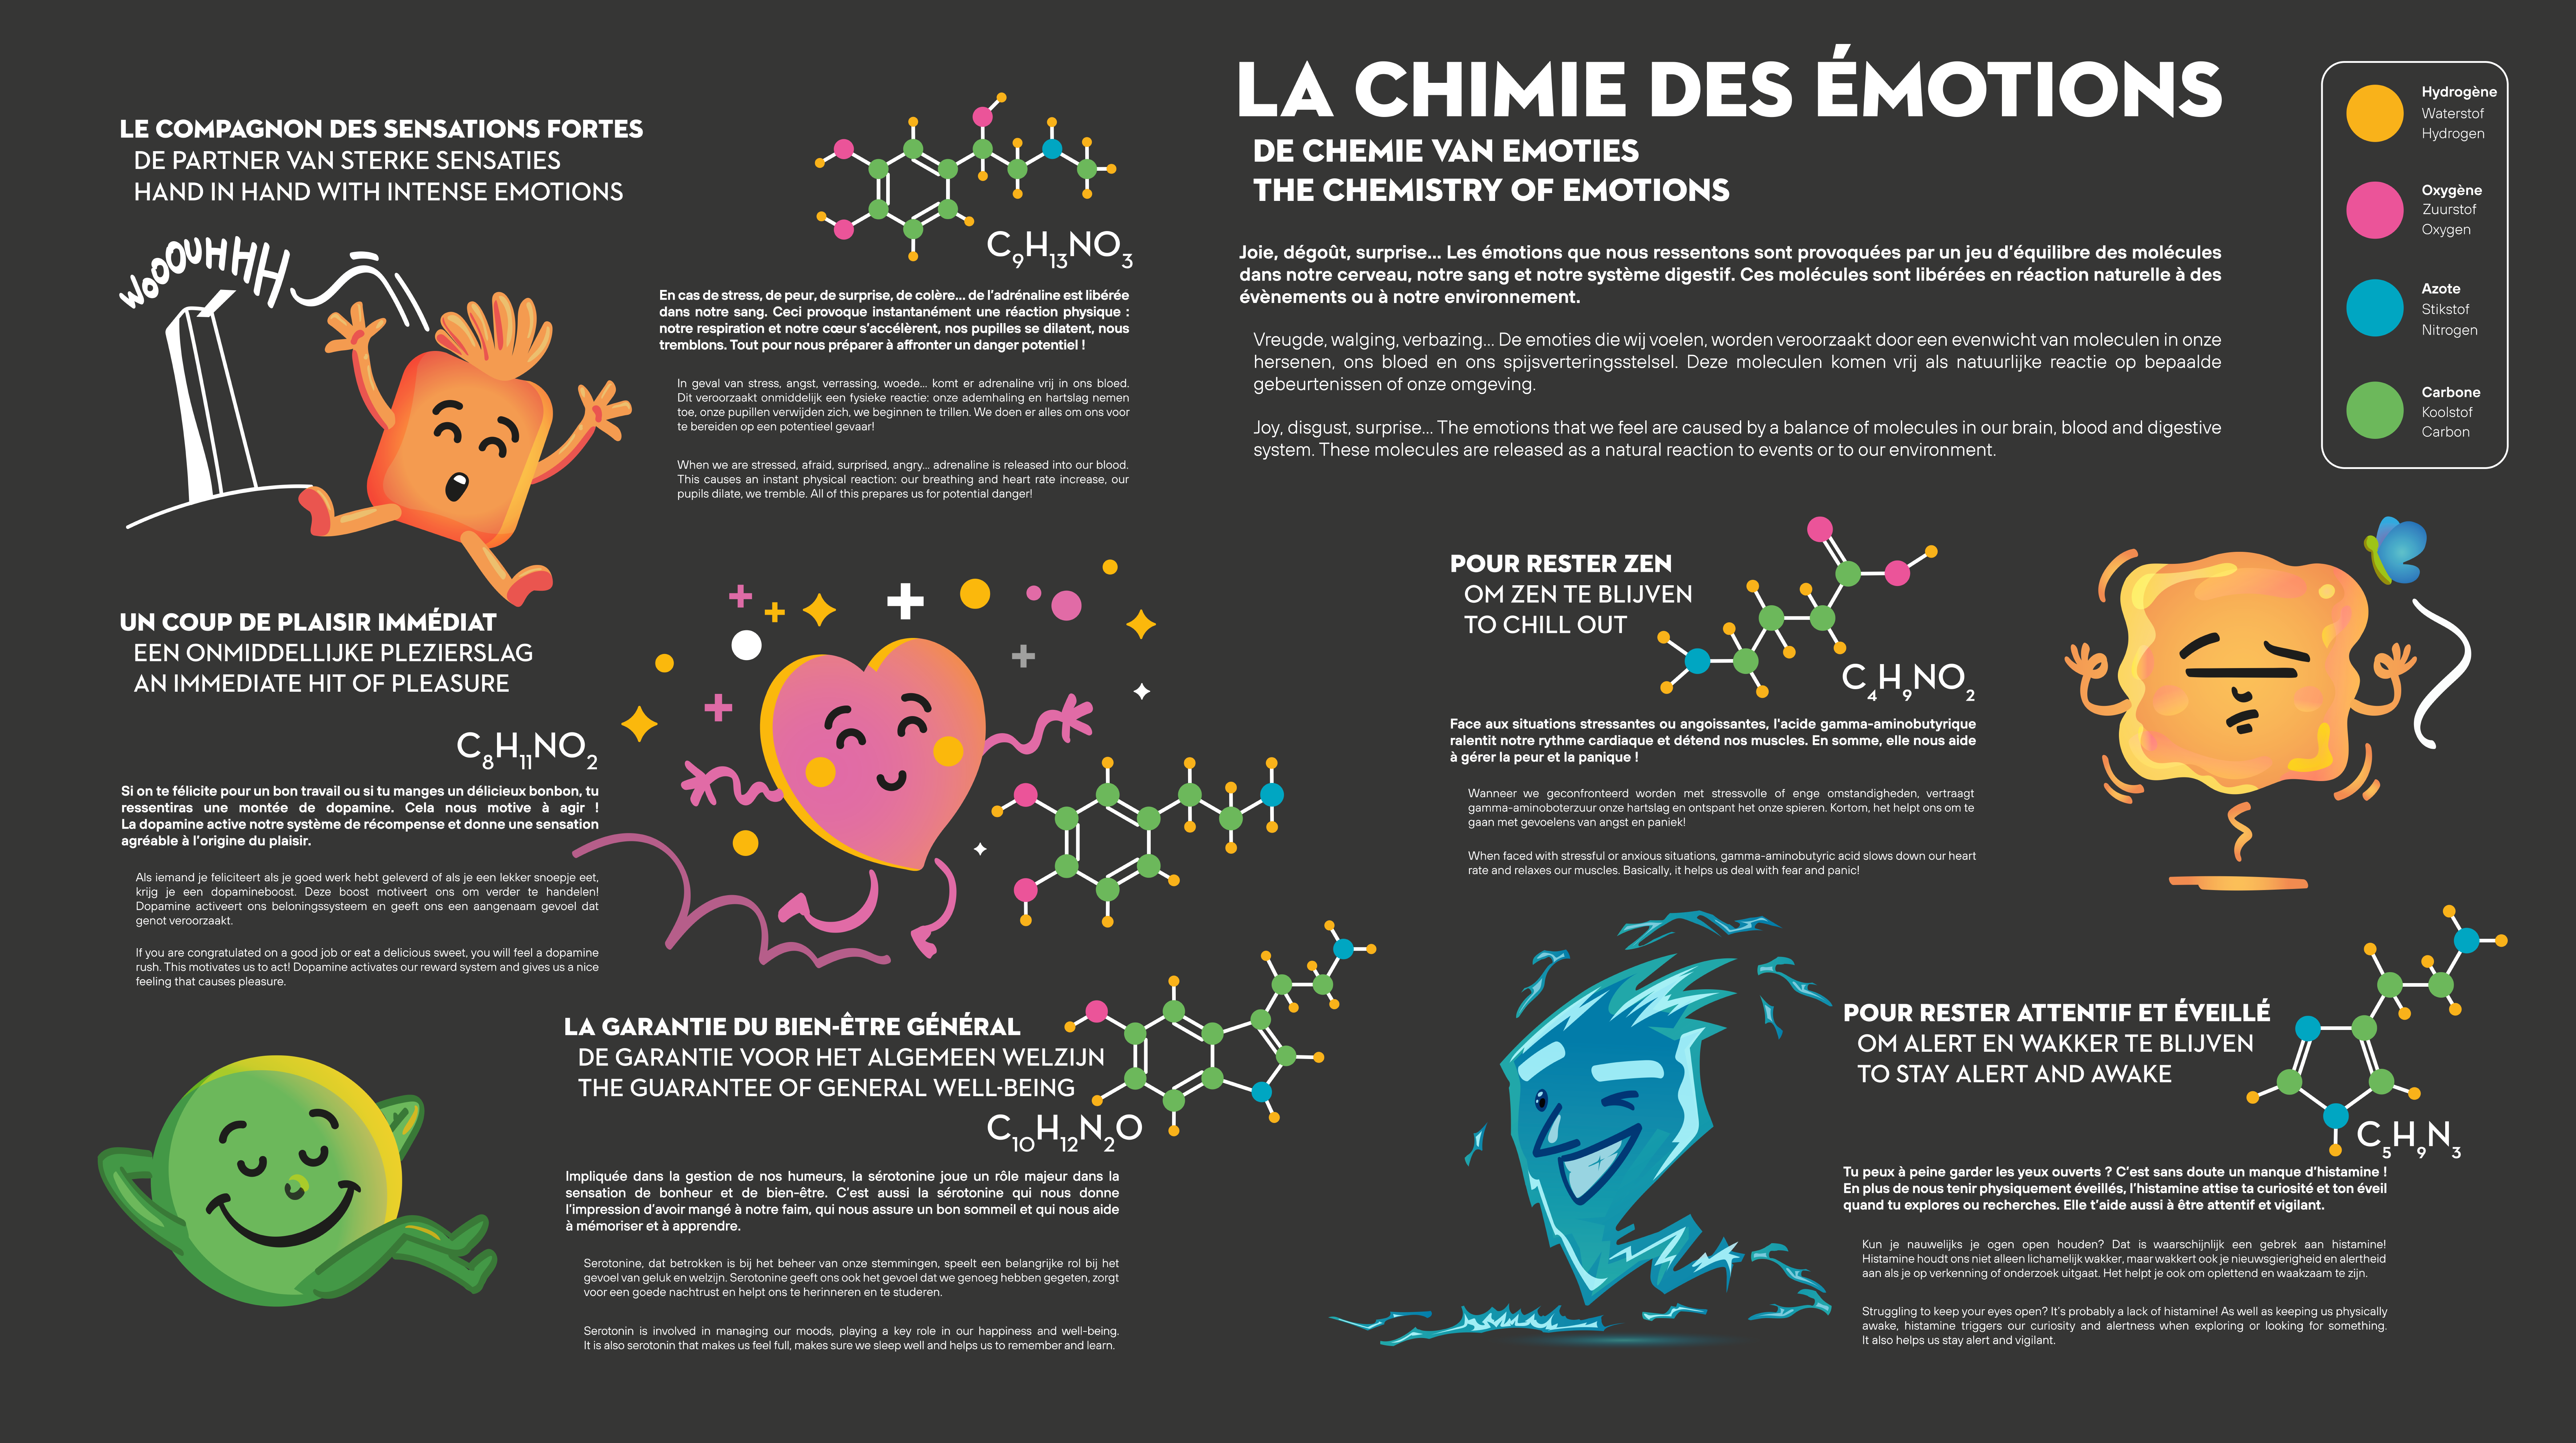 LA CHIMIE DES ÉMOTIONS
DE CHEMIE VAN EMOTIES
THE CHEMISTRY OF EMOTIONS
Joie, dégoût, surprise... Les émotions que nous ressentons sont provoquées par un jeu d'équilibre des molécules
dans notre cerveau, notre sang et notre système digestif. Ces molécules sont libérées en réaction naturelle à des
évènements ou à notre environnement.
Vreugde, walging, verbazing... De emoties die wij voelen, worden veroorzaakt door een evenwicht van moleculen in onze
hersenen, ons bloed en ons spijsverteringsstelsel. Deze moleculen komen vrij als natuurlijke reactie op bepaalde
gebeurtenissen of onze omgeving.
Joy, disgust, surprise... The emotions that we feel are caused by a balance of molecules in our brain, blood and digestive
system. These molecules are released as a natural reaction to events or to our environment.
Hydrogène
Waterstof
Hydrogen
Oxygène
Zuurstof
Oxygen
Azote
Stikstof
Nitrogen
Carbone
Koolstof
Carbon
LE COMPAGNON DES SENSATIONS FORTES
DE PARTNER VAN STERKE SENSATIES
HAND IN HAND WITH INTENSE EMOTIONS
WOOOUHHH
C9H13NO3
En cas de stress, de peur, de surprise, de colère... de l'adrénaline est libérée
dans notre sang. Ceci provoque instantanément une réaction physique :
notre respiration et notre cœur s'accélèrent, nos pupilles se dilatent, nous
tremblons. Tout pour nous préparer à affronter un danger potentiel !
In geval van stress, angst, verrassing, woede... komt er adrenaline vrij in ons bloed.
Dit veroorzaakt onmiddelijk een fysieke reactie: onze ademhaling en hartslag nemen
toe, onze pupillen verwijden zich, we beginnen te trillen. We doen er alles om ons voor
te bereiden op een potentieel gevaar!
When we are stressed, afraid, surprised, angry... adrenaline is released into our blood.
This causes an instant physical reaction: our breathing and heart rate increase, our
pupils dilate, we tremble. All of this prepares us for potential danger!
UN COUP DE PLAISIR IMMÉDIAT
EEN ONMIDDELLIJKE PLEZIERSLAG
AN IMMEDIATE HIT OF PLEASURE
C8H11NO2
Si on te félicite pour un bon travail ou si tu manges un délicieux bonbon, tu
ressentiras une montée de dopamine. Cela nous motive à agir !
La dopamine active notre système de récompense et donne une sensation
agréable à l'origine du plaisir.
Als iemand je feliciteert als je goed werk hebt geleverd of als je een lekker snoepje eet,
krijg je een dopamineboost. Deze boost motiveert ons om verder te handelen!
Dopamine activeert ons beloningssysteem en geeft ons een aangenaam gevoel dat
genot veroorzaakt.
If you are congratulated on a good job or eat a delicious sweet, you will feel a dopamine
rush. This motivates us to act! Dopamine activates our reward system and gives us a nice
feeling that causes pleasure.
POUR RESTER ZEN
OM ZEN TE BLIJVEN
TO CHILL OUT
C4H9NO2
Face aux situations stressantes ou angoissantes, l'acide gamma-aminobutyrique
ralentit notre rythme cardiaque et détend nos muscles. En somme, elle nous aide
à gérer la peur et la panique !
Wanneer we geconfronteerd worden met stressvolle of enge omstandigheden, vertraagt
gamma-aminoboterzuur onze hartslag en ontspant het onze spieren. Kortom, het helpt ons om te
gaan met gevoelens van angst en paniek!
When faced with stressful or anxious situations, gamma-aminobutyric acid slows down our heart
rate and relaxes our muscles. Basically, it helps us deal with fear and panic!
LA GARANTIE DU BIEN-ÊTRE GÉNÉRAL
DE GARANTIE VOOR HET ALGEMEEN WELZIJN
THE GUARANTEE OF GENERAL WELL-BEING
C10H12N2O
Impliquée dans la gestion de nos humeurs, la sérotonine joue un rôle majeur dans la
sensation de bonheur et de bien-être. C'est aussi la sérotonine qui nous donne
l'impression d'avoir mangé à notre faim, qui nous assure un bon sommeil et qui nous aide
à mémoriser et à apprendre.
Serotonine, dat betrokken is bij het beheer van onze stemmingen, speelt een belangrijke rol bij het
gevoel van geluk en welzijn. Serotonine geeft ons ook het gevoel dat we genoeg hebben gegeten, zorgt
voor een goede nachtrust en helpt ons te herinneren en te studeren.
Serotonin is involved in managing our moods, playing a key role in our happiness and well-being.
It is also serotonin that makes us feel full, makes sure we sleep well and helps us to remember and learn.
POUR RESTER ATTENTIF ET ÉVEILLÉ
OM ALERT EN WAKKER TE BLIJVEN
TO STAY ALERT AND AWAKE
C5H9N3
Tu peux à peine garder les yeux ouverts ? C'est sans doute un manque d'histamine !
En plus de nous tenir physiquement éveillés, l'histamine attise ta curiosité et ton éveil
quand tu explores ou recherches. Elle t'aide aussi à être attentif et vigilant.
Kun je nauwelijks je ogen open houden? Dat is waarschijnlijk een gebrek aan histamine!
Histamine houdt ons niet alleen lichamelijk wakker, maar wakkert ook je nieuwsgierigheid en alertheid
aan als je op verkenning of onderzoek uitgaat. Het helpt je ook om oplettend en waakzaam te zijn.
Struggling to keep your eyes open? It's probably a lack of histamine! As well as keeping us physically
awake, histamine triggers our curiosity and alertness when exploring or looking for something.
It also helps us stay alert and vigilant.